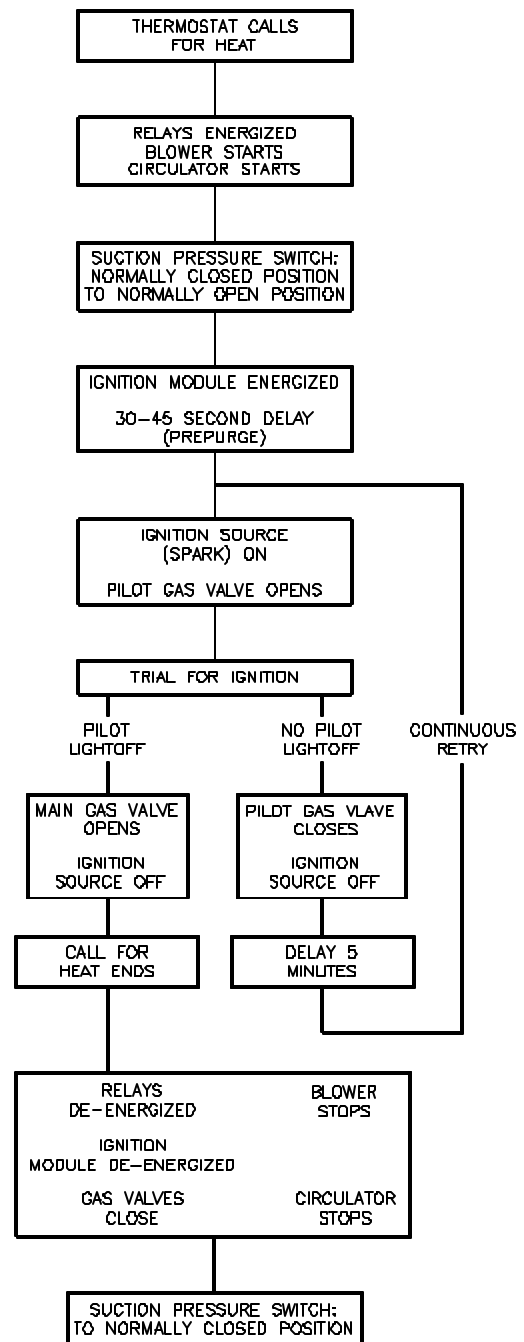 THERMOSTAT CALLS
FOR HEAT
RELAYS ENERGIZED
BLOWER STARTS
CIRCULATOR STARTS
SUCTION PRESSURE SWITCH:
NORMALLY CLOSED POSITION
TO NORMALLY OPEN POSITION
IGNITION MODULE ENERGIZED
30-45 SECOND DELAY
(PREPURGE)
IGNITION SOURCE
(SPARK) ON
PILOT GAS VALVE OPENS
TRIAL FOR IGNITION
PILOT
LIGHTOFF
NO PILOT
LIGHTOFF
CONTINUOUS
RETRY
MAIN GAS VALVE
OPENS
IGNITION
SOURCE OFF
PILOT GAS VLAVE
CLOSES
IGNITION
SOURCE OFF
CALL FOR
HEAT ENDS
DELAY 5
MINUTES
RELAYS
DE-ENERGIZED
BLOWER
STOPS
IGNITION
MODULE DE-ENERGIZED
GAS VALVES
CLOSE
CIRCULATOR
STOPS
SUCTION PRESSURE SWITCH:
TO NORMALLY CLOSED POSITION